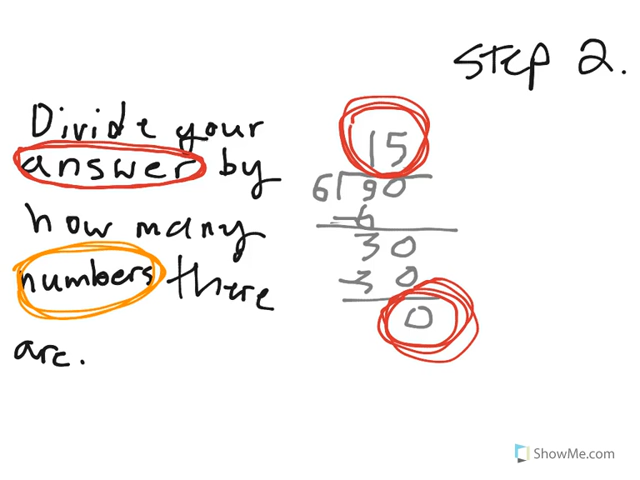 STEP 2.
Divide your
answer by
how many
numbers there
are.
15
6 90
-6
30
-30
0
ShowMe.com